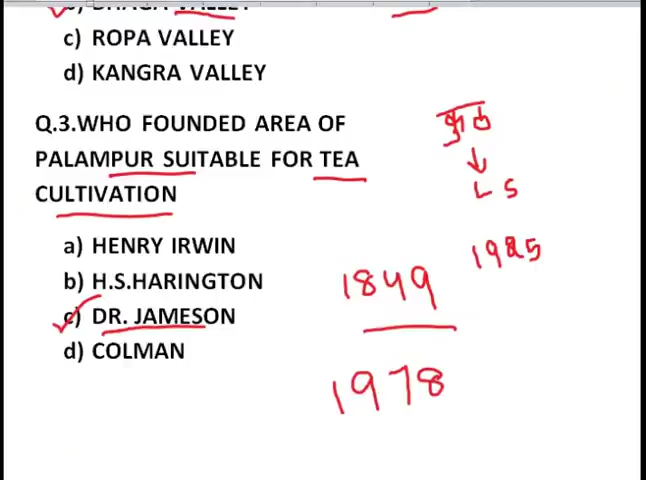 c) ROPA VALLEY
d) KANGRA VALLEY
Q.3.WHO FOUNDED AREA OF
PALAMPUR SUITABLE FOR TEA
CULTIVATION
a) HENRY IRWIN
b) H.S.HARINGTON
c) DR. JAMESON
d) COLMAN
L S
1849
1978